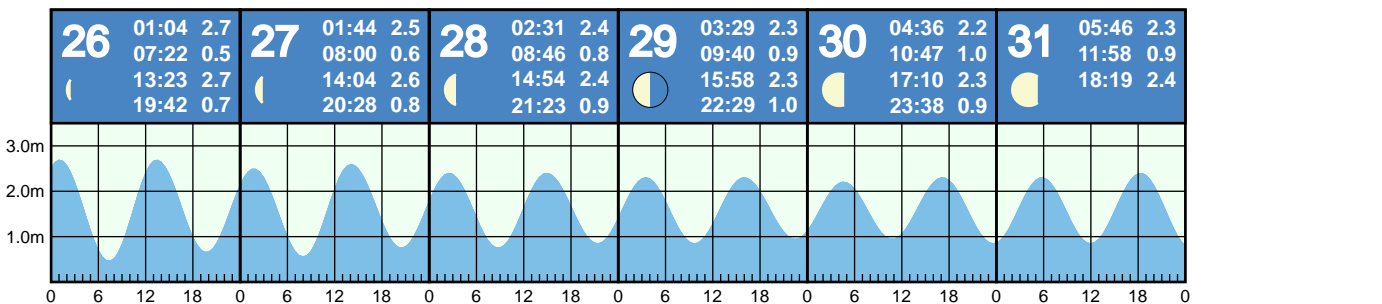 26 01:04 2.7 27 01:44 2.5 28 02:31 2.4 29 03:29 2.3 30 04:36 2.2 31 05:46 2.3
07:22 0.5 08:00 0.6 08:46 0.8 09:40 0.9 10:47 1.0 11:58 0.9
13:23 2.7 14:04 2.6 14:54 2.4 15:58 2.3 17:10 2.3 18:19 2.4
19:42 0.7 20:28 0.8 21:23 0.9 22:29 1.0 23:38 0.9
3.0m
2.0m
1.0m
0 6 12 18 0 6 12 18 0 6 12 18 0 6 12 18 0 6 12 18 0 6 12 18 0